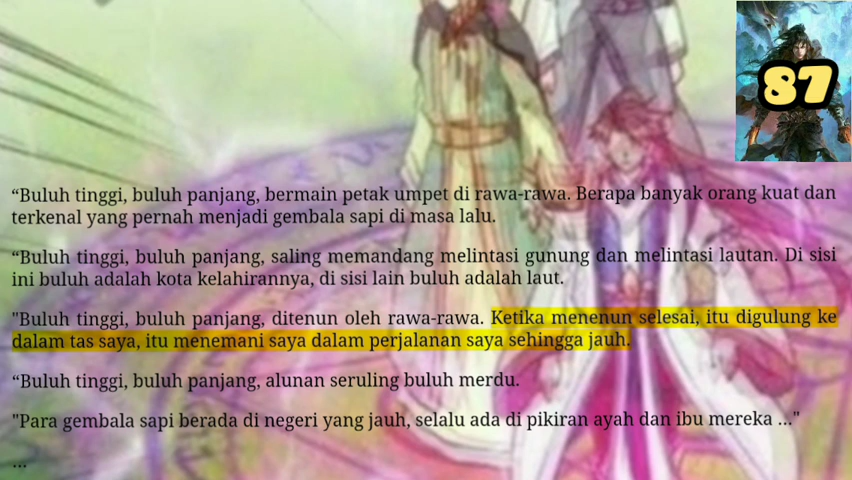 87
“Buluh tinggi, buluh panjang, bermain petak umpet di rawa-rawa. Berapa banyak orang kuat dan
terkenal yang pernah menjadi gembala sapi di masa lalu.
“Buluh tinggi, buluh panjang, saling memandang melintasi gunung dan melintasi lautan. Di sisi
ini buluh adalah kota kelahirannya, di sisi lain buluh adalah laut.
"Buluh tinggi, buluh panjang, ditenun oleh rawa-rawa. Ketika menenun selesai, itu digulung ke
dalam tas saya, itu menemani saya dalam perjalanan saya sehingga jauh.
“Buluh tinggi, buluh panjang, alunan seruling buluh merdu.
"Para gembala sapi berada di negeri yang jauh, selalu ada di pikiran ayah dan ibu mereka ..."
...